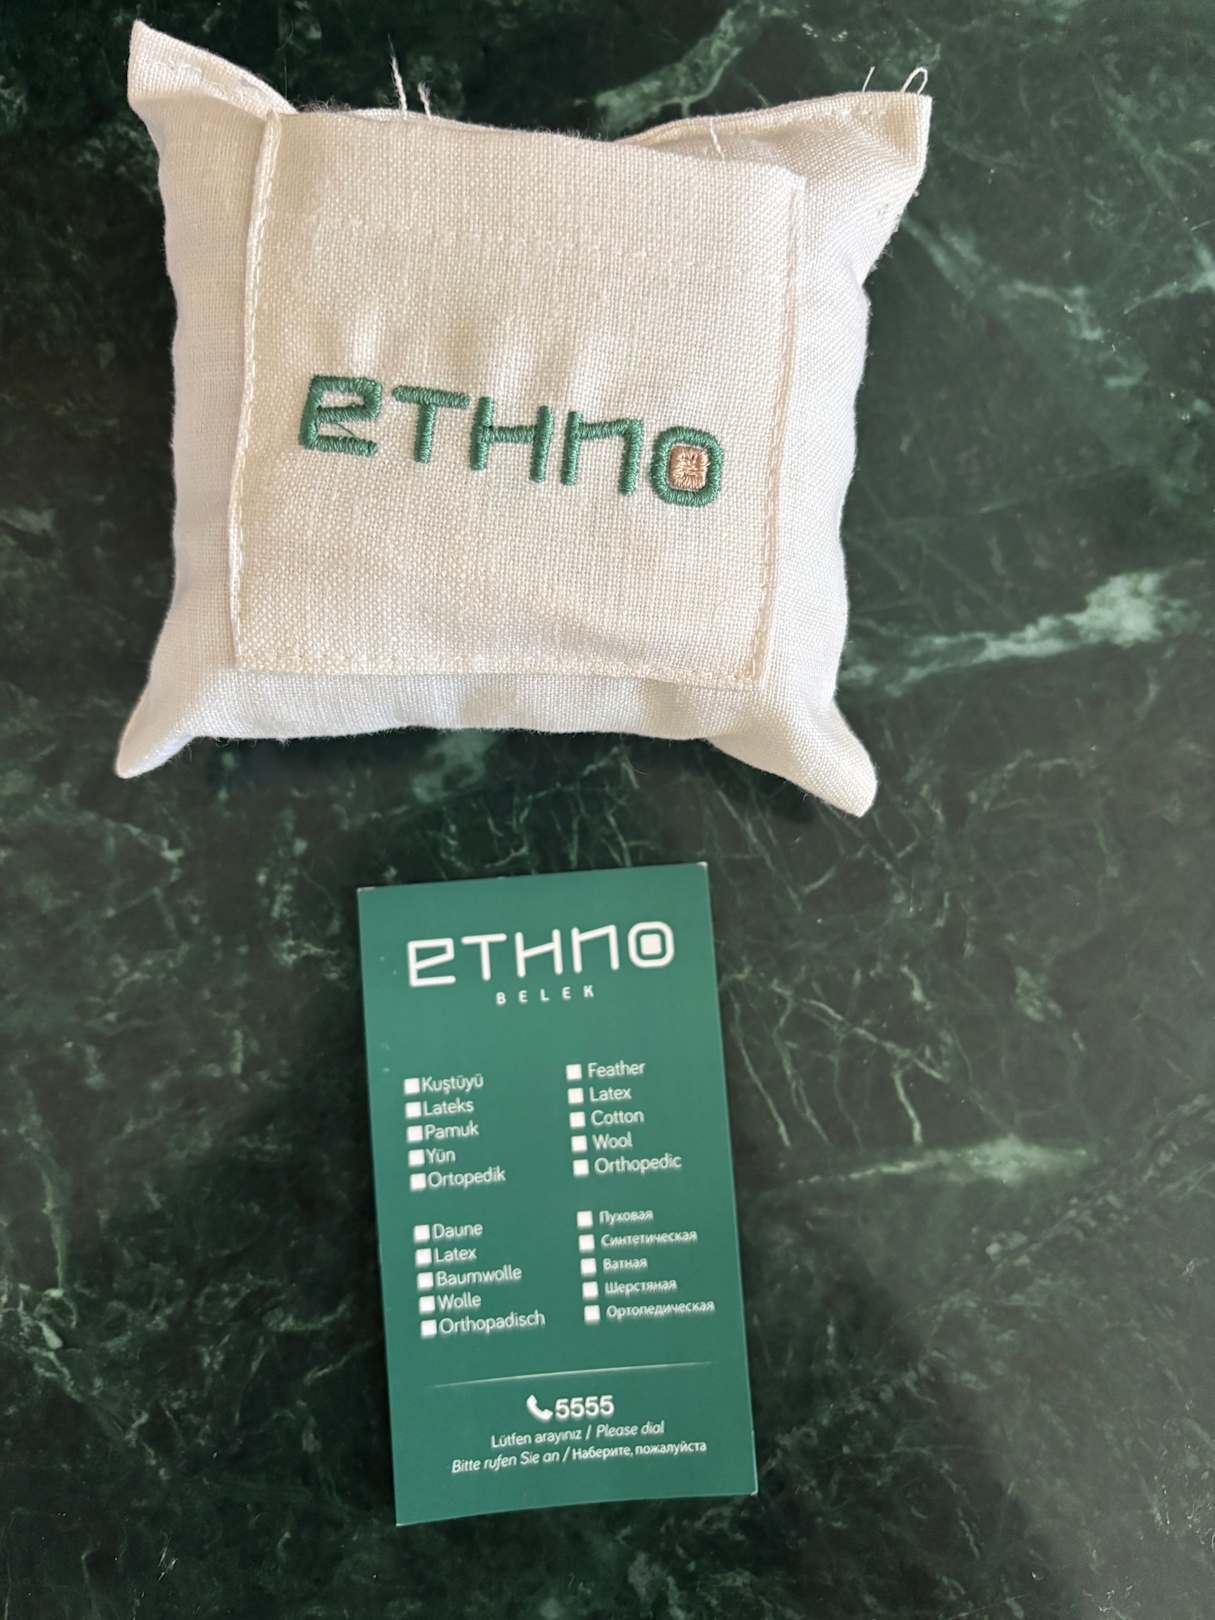 ETHNO
ETHNO
BELEK
Kuştüyü
Lateks
Pamuk
Yün
Ortopedik
Feather
Latex
Cotton
Wool
Orthopedic
Daune
Latex
Baumwolle
Wolle
Orthopadisch
Пуховая
Синтетическая
Ватная
Шерстяная
Ортопедическая
5555
Lütfen arayınız / Please dial
Bitte rufen Sie an / Наберите, пожалуйста